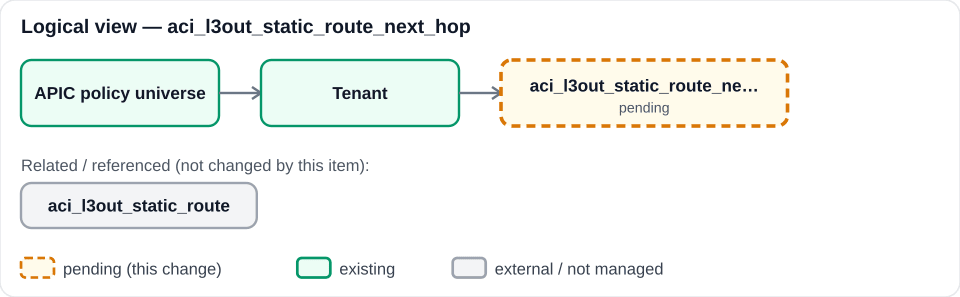 Logical view — aci_l3out_static_route_next_hop
APIC policy universe
Tenant
aci_l3out_static_route_ne…
pending
Related / referenced (not changed by this item):
aci_l3out_static_route
pending (this change)
existing
external / not managed